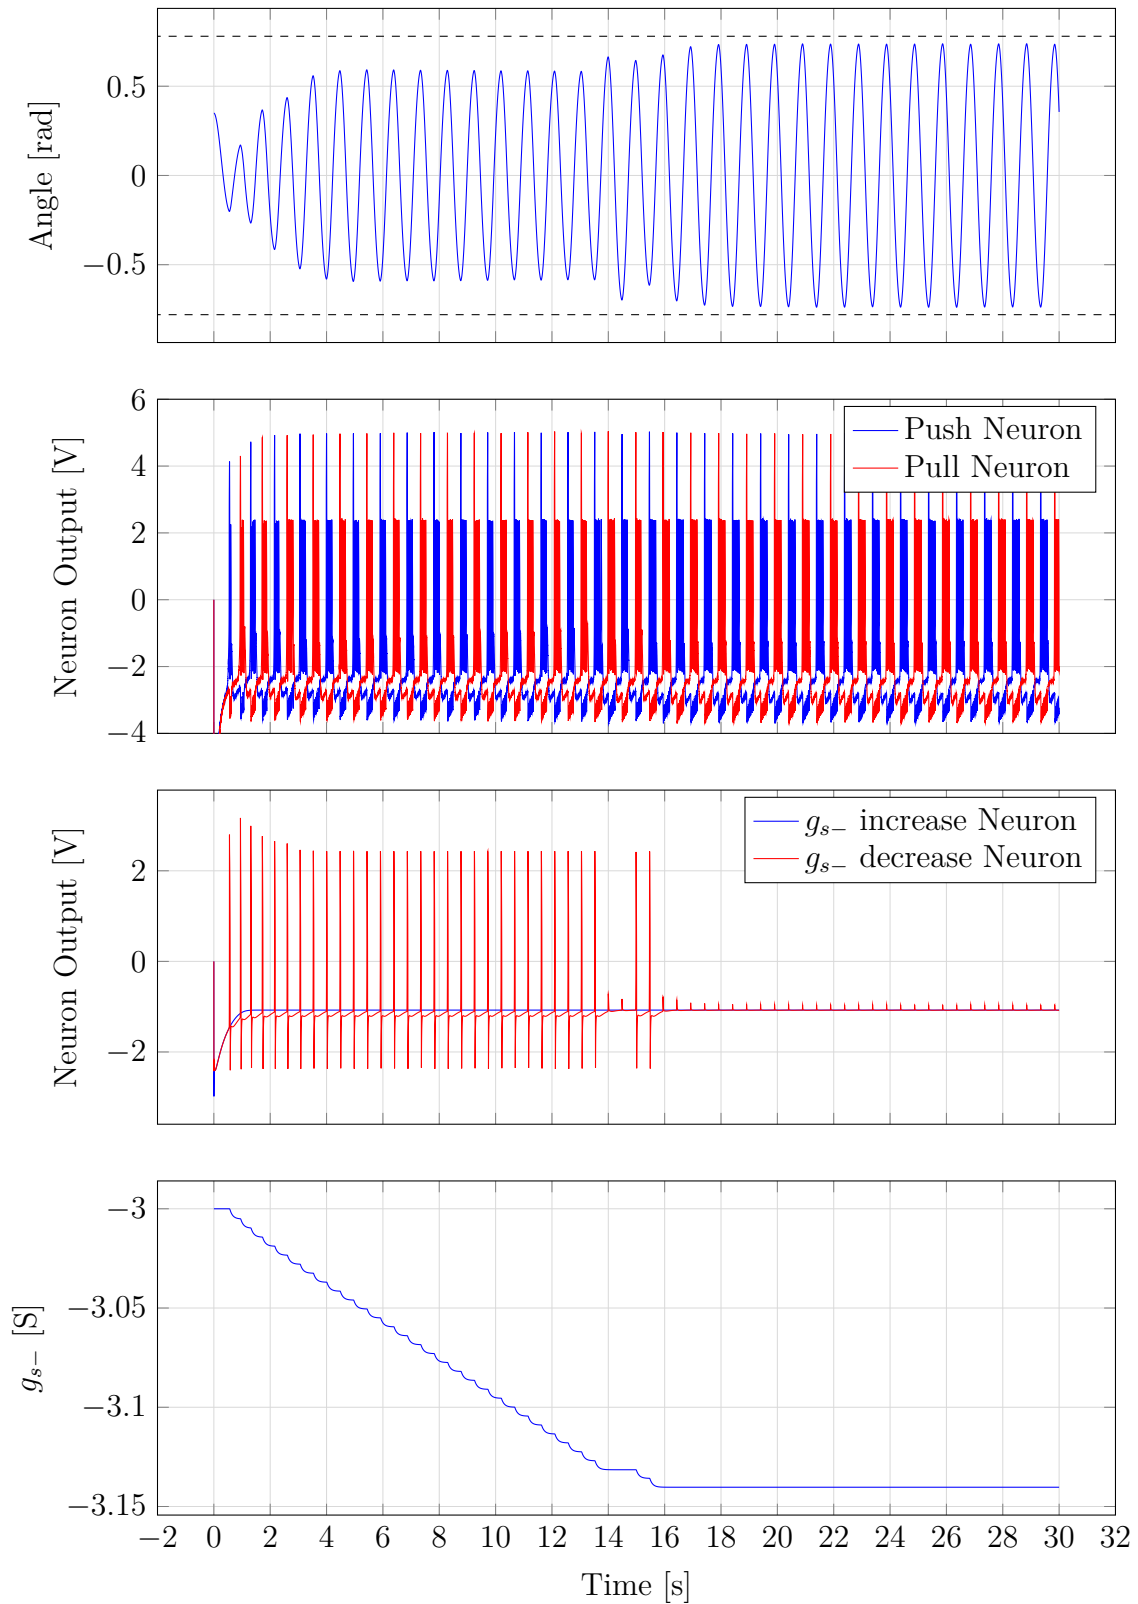 0.5
0
−0.5
Angle [rad]
6
4
2
0
−2
−4
Neuron Output [V]
Push Neuron
Pull Neuron
2
0
−2
Neuron Output [V]
gs− increase Neuron
gs− decrease Neuron
−3
−3.05
−3.1
−3.15
gs− [S]
−2 0 2 4 6 8 10 12 14 16 18 20 22 24 26 28 30 32
Time [s]